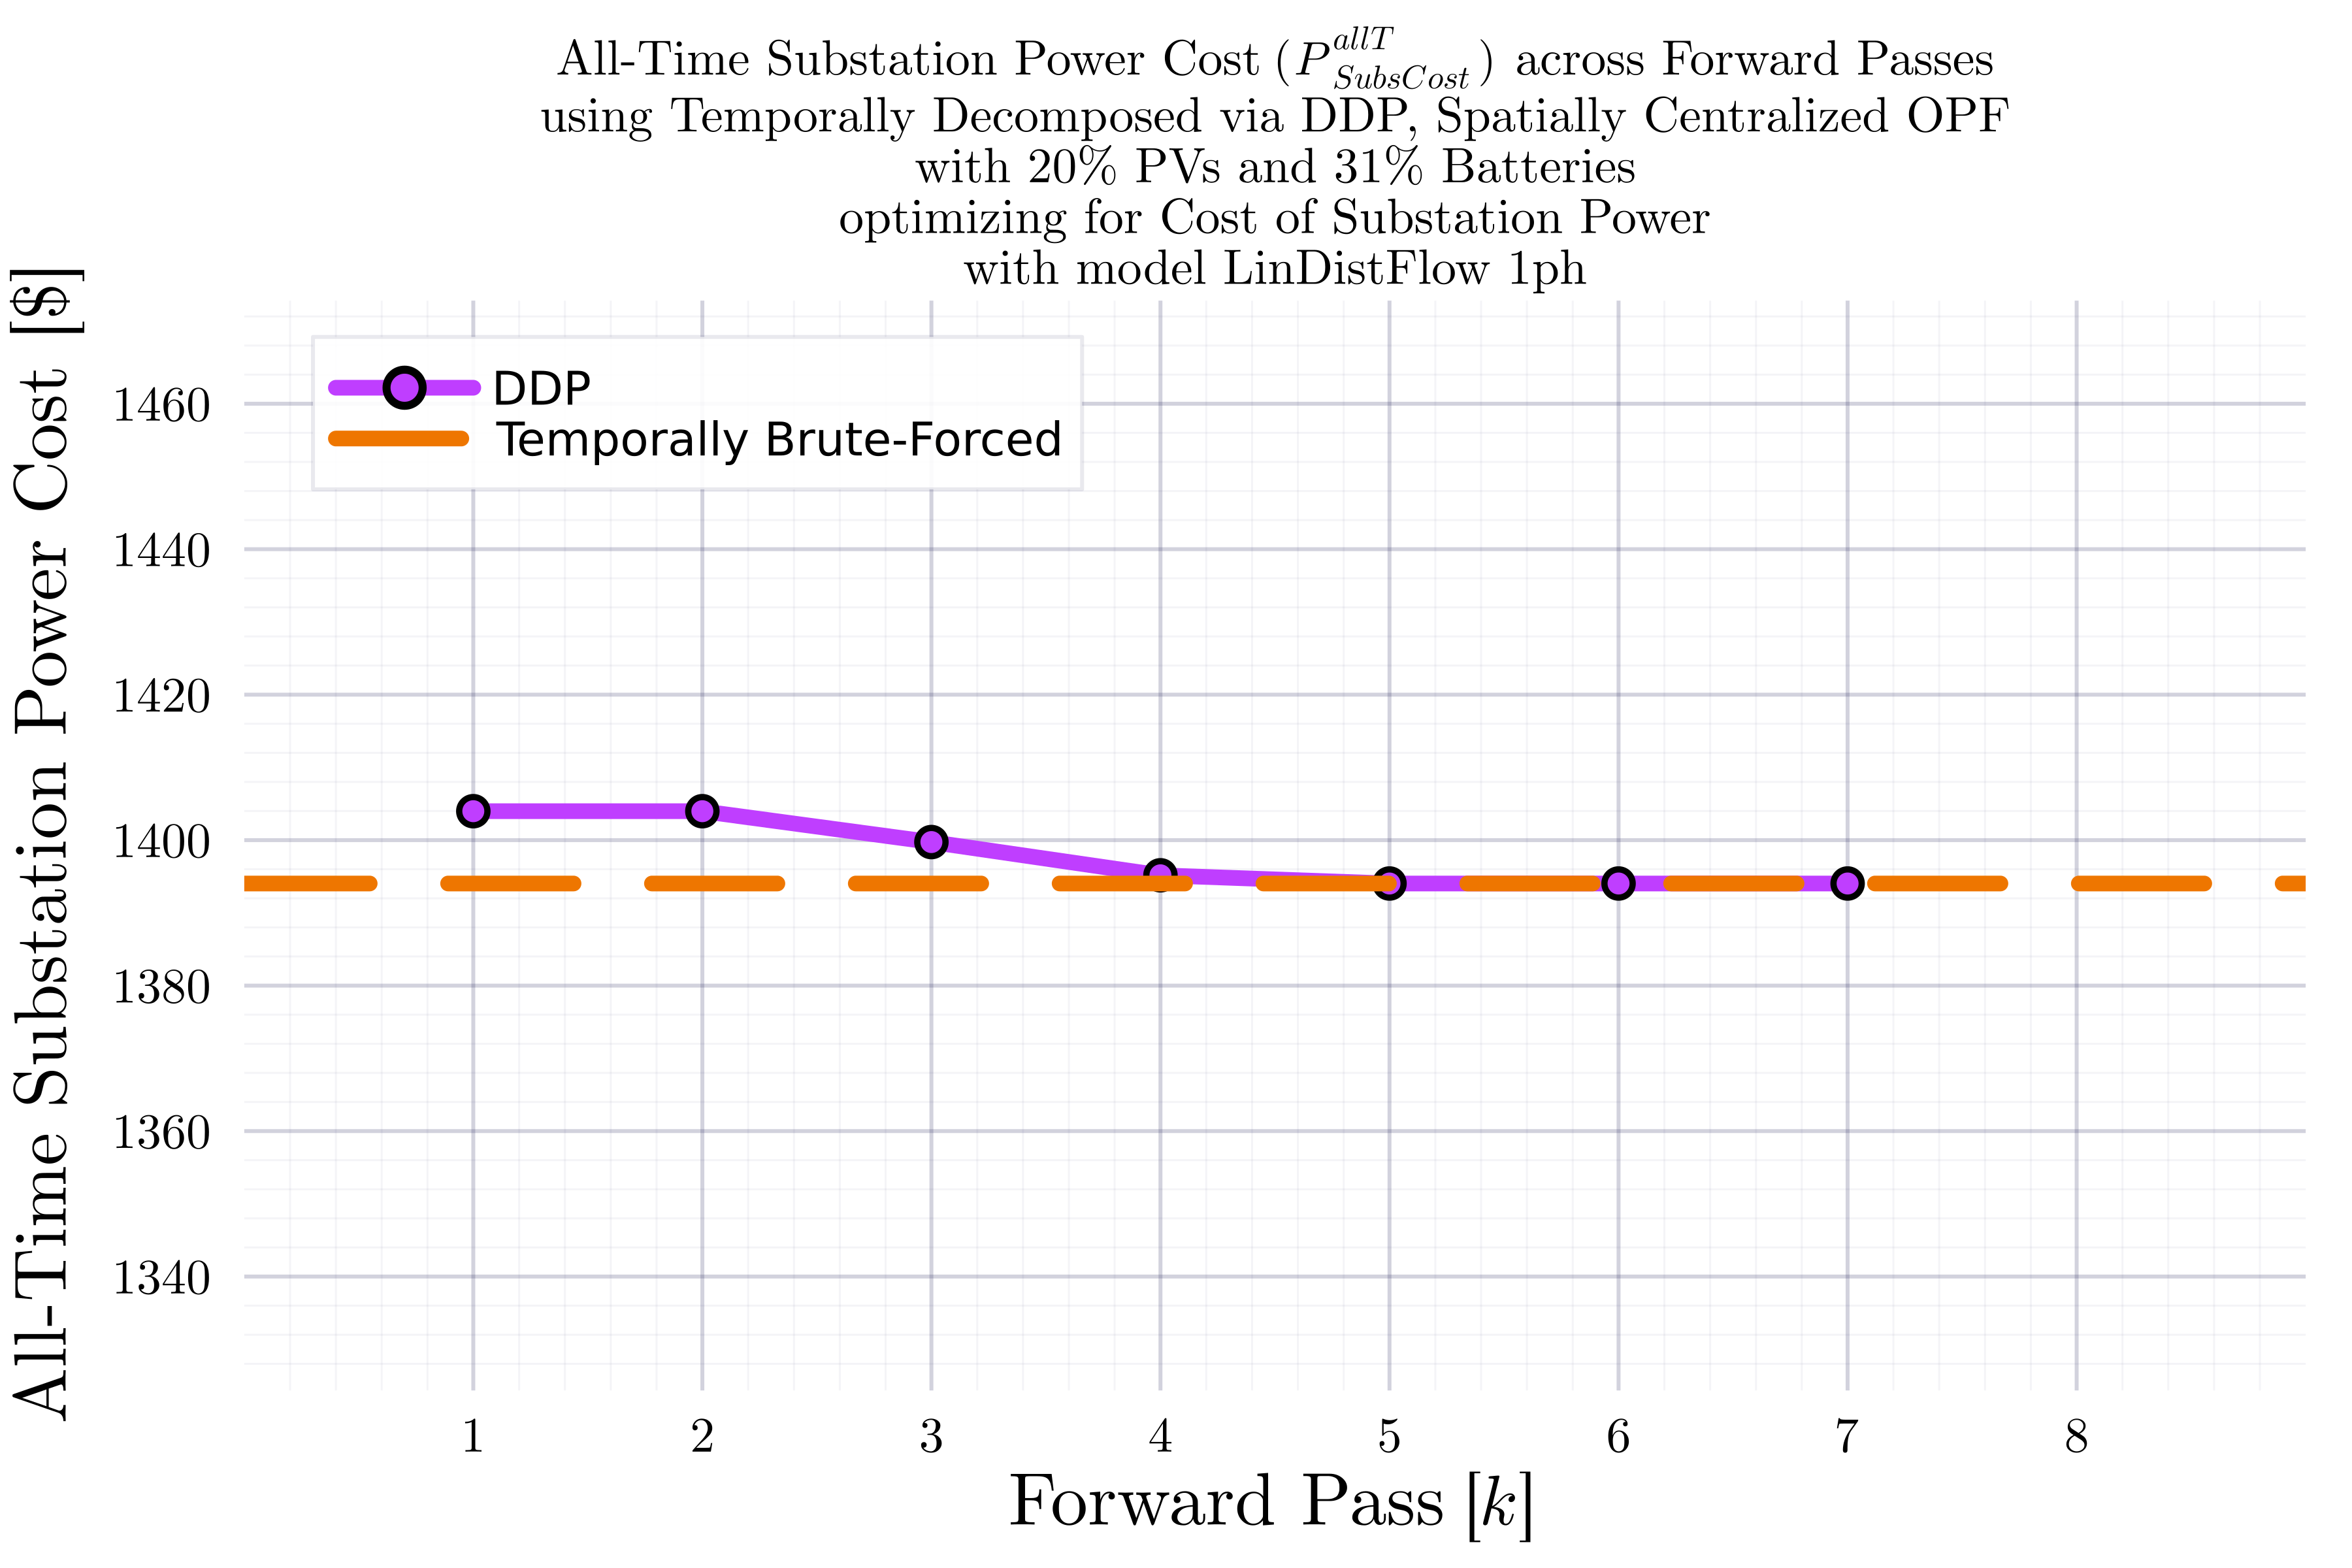 All-Time Substation Power Cost ($P_{SubsCost}^{allT}$) across Forward Passes
using Temporally Decomposed via DDP, Spatially Centralized OPF
with 20% PVs and 31% Batteries
optimizing for Cost of Substation Power
with model LinDistFlow 1ph
All-Time Substation Power Cost [$]
DDP
Temporally Brute-Forced
1460
1440
1420
1400
1380
1360
1340
1 2 3 4 5 6 7 8
Forward Pass [k]